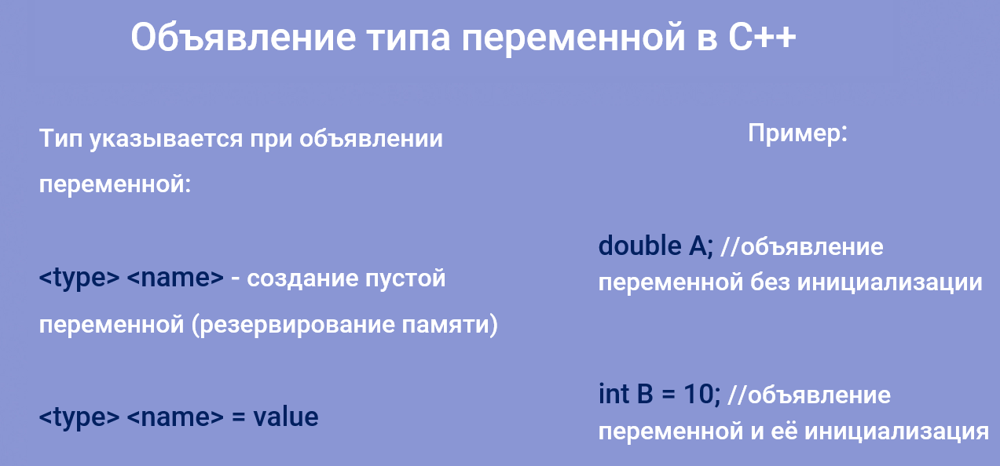 Объявление типа переменной в C++
Тип указывается при объявлении
переменной:
<type> <name> - создание пустой
переменной (резервирование памяти)
<type> <name> = value
Пример:
double A; //объявление
переменной без инициализации
int B = 10; //объявление
переменной и её инициализация